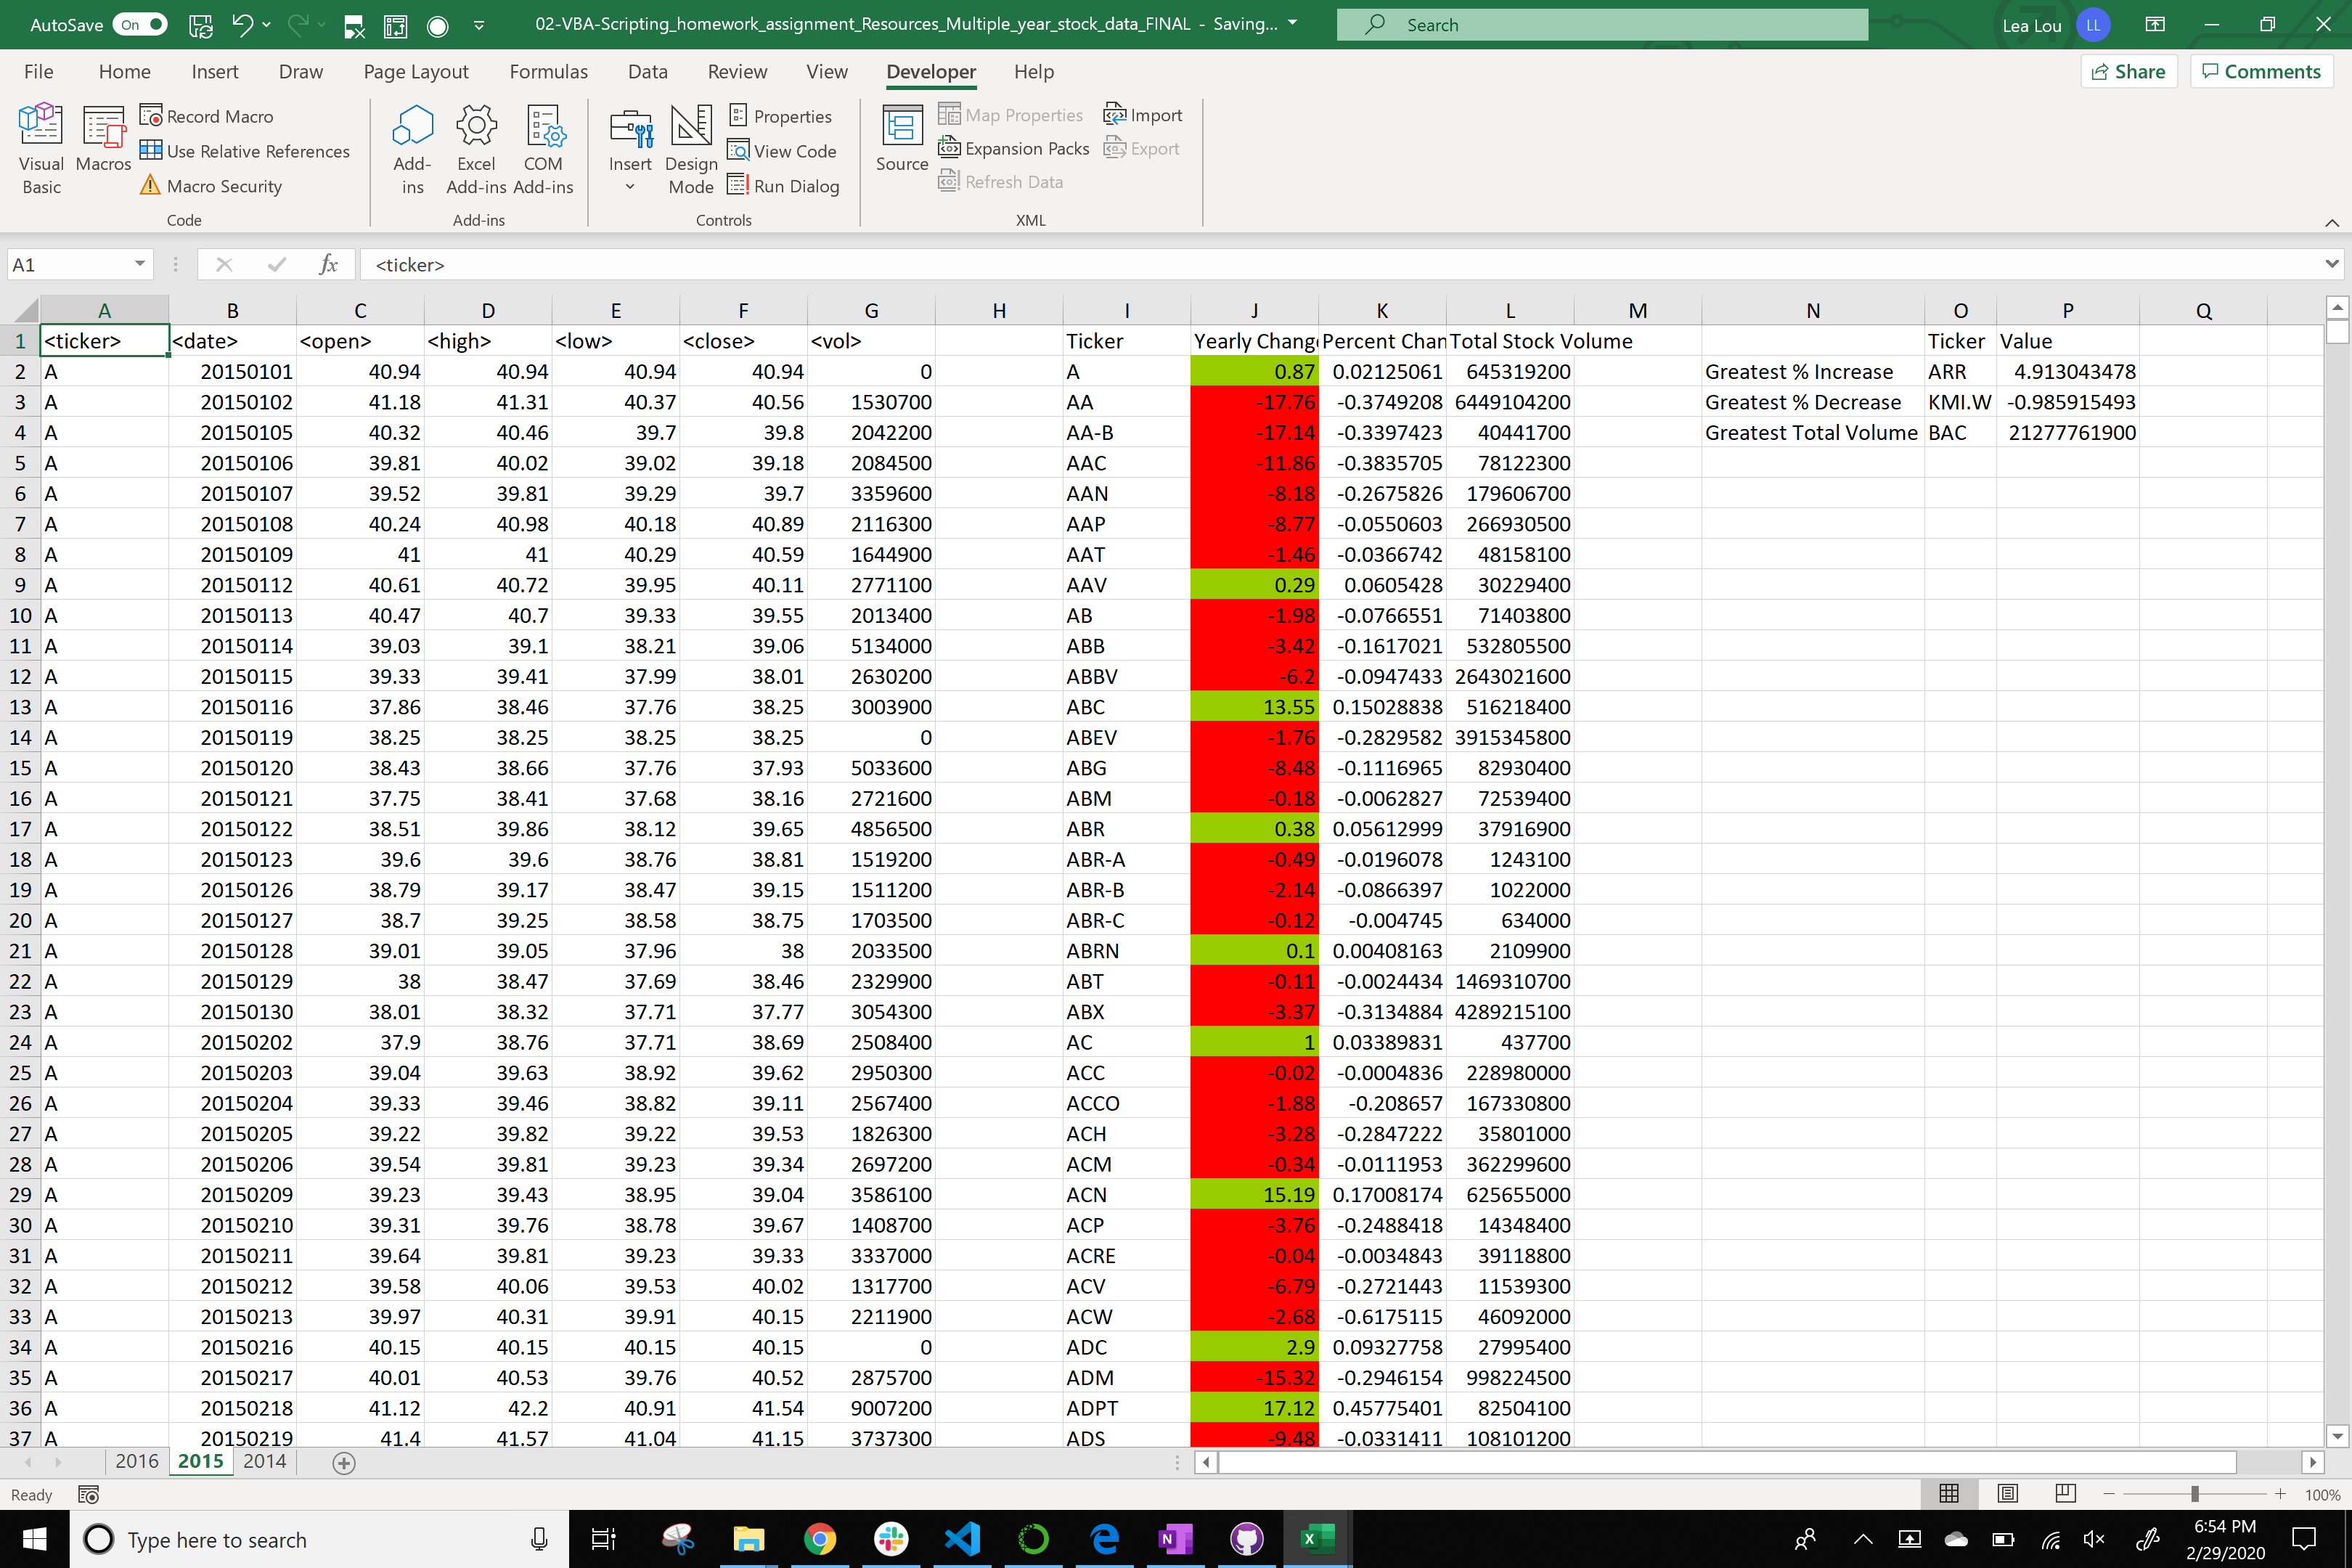 AutoSave On 02-VBA-Scripting_homework_assignment_Resources_Multiple_year_stock_data_FINAL - Saving... Search Lea Lou LL
File Home Insert Draw Page Layout Formulas Data Review View Developer Help Share Comments
Visual Basic Macros Record Macro Use Relative References Macro Security Code
Add-ins Excel Add-ins COM Add-ins Add-ins
Insert Design Mode Properties View Code Run Dialog Controls
Source Map Properties Expansion Packs Refresh Data Import Export XML
A1 fx <ticker>
A B C D E F G H I J K L M N O P Q
1 <ticker> <date> <open> <high> <low> <close> <vol> Ticker Yearly Change Percent Chan Total Stock Volume Ticker Value
2 A 20150101 40.94 40.94 40.94 40.94 0 A 0.87 0.02125061 645319200 Greatest % Increase ARR 4.913043478
3 A 20150102 41.18 41.31 40.37 40.56 1530700 AA -17.76 -0.3749208 6449104200 Greatest % Decrease KMI.W -0.985915493
4 A 20150105 40.32 40.46 39.7 39.8 2042200 AA-B -17.14 -0.3397423 40441700 Greatest Total Volume BAC 21277761900
5 A 20150106 39.81 40.02 39.02 39.18 2084500 AAC -11.86 -0.3835705 78122300
6 A 20150107 39.52 39.81 39.29 39.7 3359600 AAN -8.18 -0.2675826 179606700
7 A 20150108 40.24 40.98 40.18 40.89 2116300 AAP -8.77 -0.0550603 266930500
8 A 20150109 41 41 40.29 40.59 1644900 AAT -1.46 -0.0366742 48158100
9 A 20150112 40.61 40.72 39.95 40.11 2771100 AAV 0.29 0.0605428 30229400
10 A 20150113 40.47 40.7 39.33 39.55 2013400 AB -1.98 -0.0766551 71403800
11 A 20150114 39.03 39.1 38.21 39.06 5134000 ABB -3.42 -0.1617021 532805500
12 A 20150115 39.33 39.41 37.99 38.01 2630200 ABBV -6.2 -0.0947433 2643021600
13 A 20150116 37.86 38.46 37.76 38.25 3003900 ABC 13.55 0.15028838 516218400
14 A 20150119 38.25 38.25 38.25 38.25 0 ABEV -1.76 -0.2829582 3915345800
15 A 20150120 38.43 38.66 37.76 37.93 5033600 ABG -8.48 -0.1116965 82930400
16 A 20150121 37.75 38.41 37.68 38.16 2721600 ABM -0.18 -0.0062827 72539400
17 A 20150122 38.51 39.86 38.12 39.65 4856500 ABR 0.38 0.05612999 37916900
18 A 20150123 39.6 39.6 38.76 38.81 1519200 ABR-A -0.49 -0.0196078 1243100
19 A 20150126 38.79 39.17 38.47 39.15 1511200 ABR-B -2.14 -0.0866397 1022000
20 A 20150127 38.7 39.25 38.58 38.75 1703500 ABR-C -0.12 -0.004745 634000
21 A 20150128 39.01 39.05 37.96 38 2033500 ABRN 0.1 0.00408163 2109900
22 A 20150129 38 38.47 37.69 38.46 2329900 ABT -0.11 -0.0024434 1469310700
23 A 20150130 38.01 38.32 37.71 37.77 3054300 ABX -3.37 -0.3134884 4289215100
24 A 20150202 37.9 38.76 37.71 38.69 2508400 AC 1 0.03389831 437700
25 A 20150203 39.04 39.63 38.92 39.62 2950300 ACC -0.02 -0.0004836 228980000
26 A 20150204 39.33 39.46 38.82 39.11 2567400 ACCO -1.88 -0.208657 167330800
27 A 20150205 39.22 39.82 39.22 39.53 1826300 ACH -3.28 -0.2847222 35801000
28 A 20150206 39.54 39.81 39.23 39.34 2697200 ACM -0.34 -0.0111953 362299600
29 A 20150209 39.23 39.43 38.95 39.04 3586100 ACN 15.19 0.17008174 625655000
30 A 20150210 39.31 39.76 38.78 39.67 1408700 ACP -3.76 -0.2488418 14348400
31 A 20150211 39.64 39.81 39.23 39.33 3337000 ACRE -0.04 -0.0034843 39118800
32 A 20150212 39.58 40.06 39.53 40.02 1317700 ACV -6.79 -0.2721443 11539300
33 A 20150213 39.97 40.31 39.91 40.15 2211900 ACW -2.68 -0.6175115 46092000
34 A 20150216 40.15 40.15 40.15 40.15 0 ADC 2.9 0.09327758 27995400
35 A 20150217 40.01 40.53 39.76 40.52 2875700 ADM -15.32 -0.2946154 998224500
36 A 20150218 41.12 42.2 40.91 41.54 9007200 ADPT 17.12 0.45775401 82504100
37 A 20150219 41.4 41.57 41.04 41.15 3737300 ADS -9.48 -0.0331411 108101200
2016 2015 2014
Ready 100%
Type here to search 6:54 PM
2/29/2020